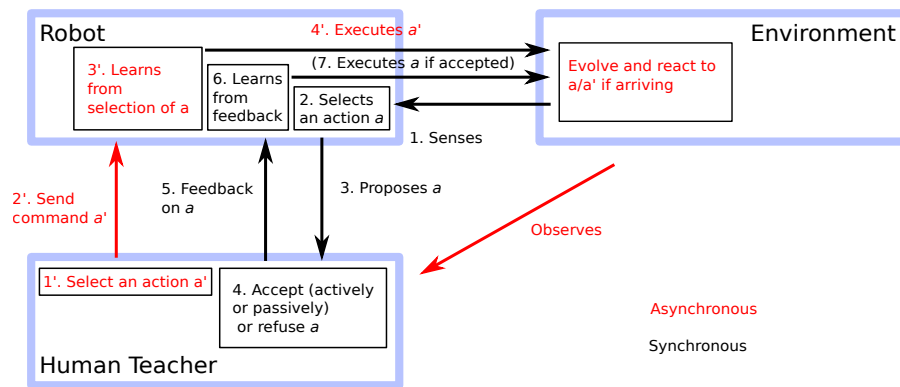 Robot
4'. Executes a'
Environment
3'. Learns
from
selection of a
6. Learns
from
feedback
(7. Executes a if accepted)
2. Selects
an action a
Evolve and react to
a/a' if arriving
1. Senses
2'. Send
command a'
5. Feedback
on a
3. Proposes a
Observes
1'. Select an action a'
4. Accept (actively
or passively)
or refuse a
Human Teacher
Asynchronous
Synchronous